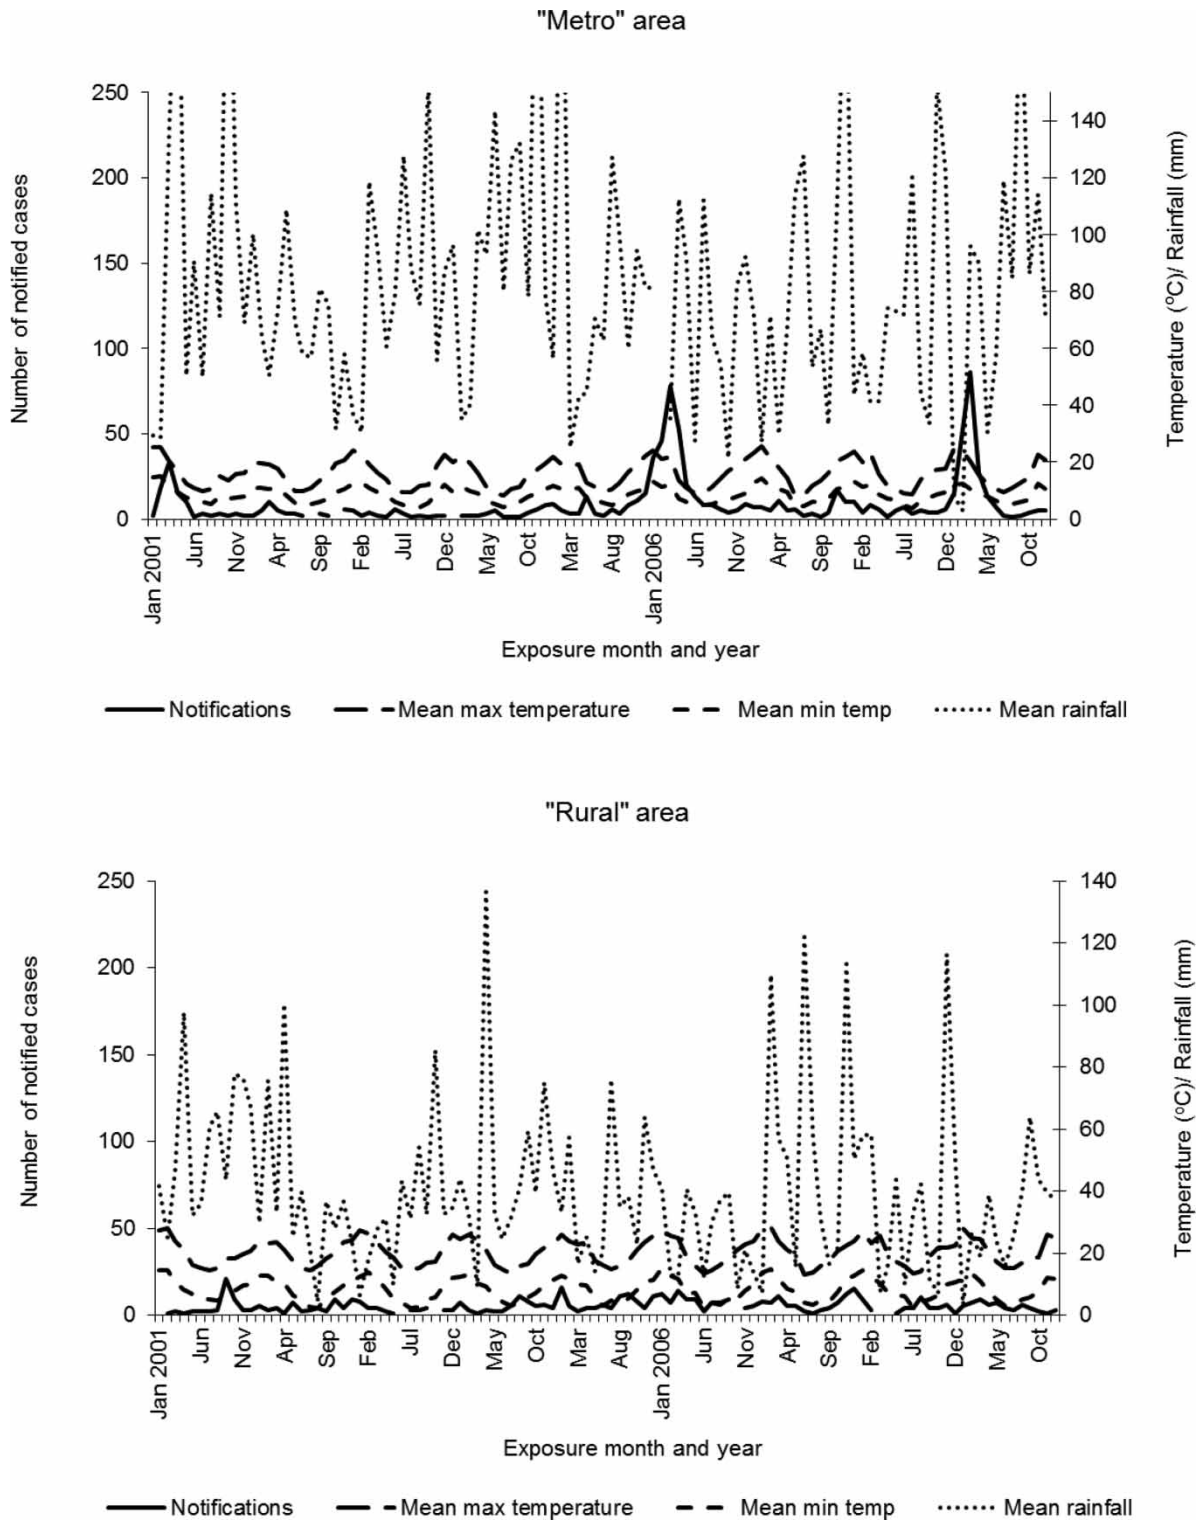 "Metro" area
250
200
150
100
50
0
140
120
100
80
60
40
20
0
Number of notified cases
Temperature (ºC)/ Rainfall (mm)
Jan 2001
Jun
Nov
Apr
Sep
Feb
Jul
Dec
May
Oct
Mar
Aug
Jan 2006
Jun
Nov
Apr
Sep
Feb
Jul
Dec
May
Oct
Exposure month and year
Notifications Mean max temperature Mean min temp Mean rainfall
"Rural" area
250
200
150
100
50
0
140
120
100
80
60
40
20
0
Number of notified cases
Temperature (ºC)/ Rainfall (mm)
Jan 2001
Jun
Nov
Apr
Sep
Feb
Jul
Dec
May
Oct
Mar
Aug
Jan 2006
Jun
Nov
Apr
Sep
Feb
Jul
Dec
May
Oct
Exposure month and year
Notifications Mean max temperature Mean min temp Mean rainfall